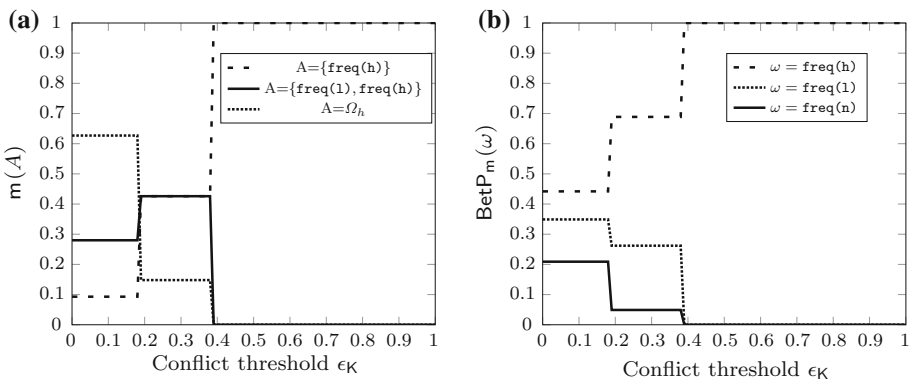 (a)
1
0.9
0.8
0.7
0.6
0.5
0.4
0.3
0.2
0.1
0
m(A)
A={freq(h)}
A={freq(l),freq(h)}
A=Ωh
0 0.1 0.2 0.3 0.4 0.5 0.6 0.7 0.8 0.9 1
Conflict threshold ϵK
(b)
1
0.9
0.8
0.7
0.6
0.5
0.4
0.3
0.2
0.1
0
BetPm(ω)
ω = freq(h)
ω = freq(l)
ω = freq(n)
0 0.1 0.2 0.3 0.4 0.5 0.6 0.7 0.8 0.9 1
Conflict threshold ϵK